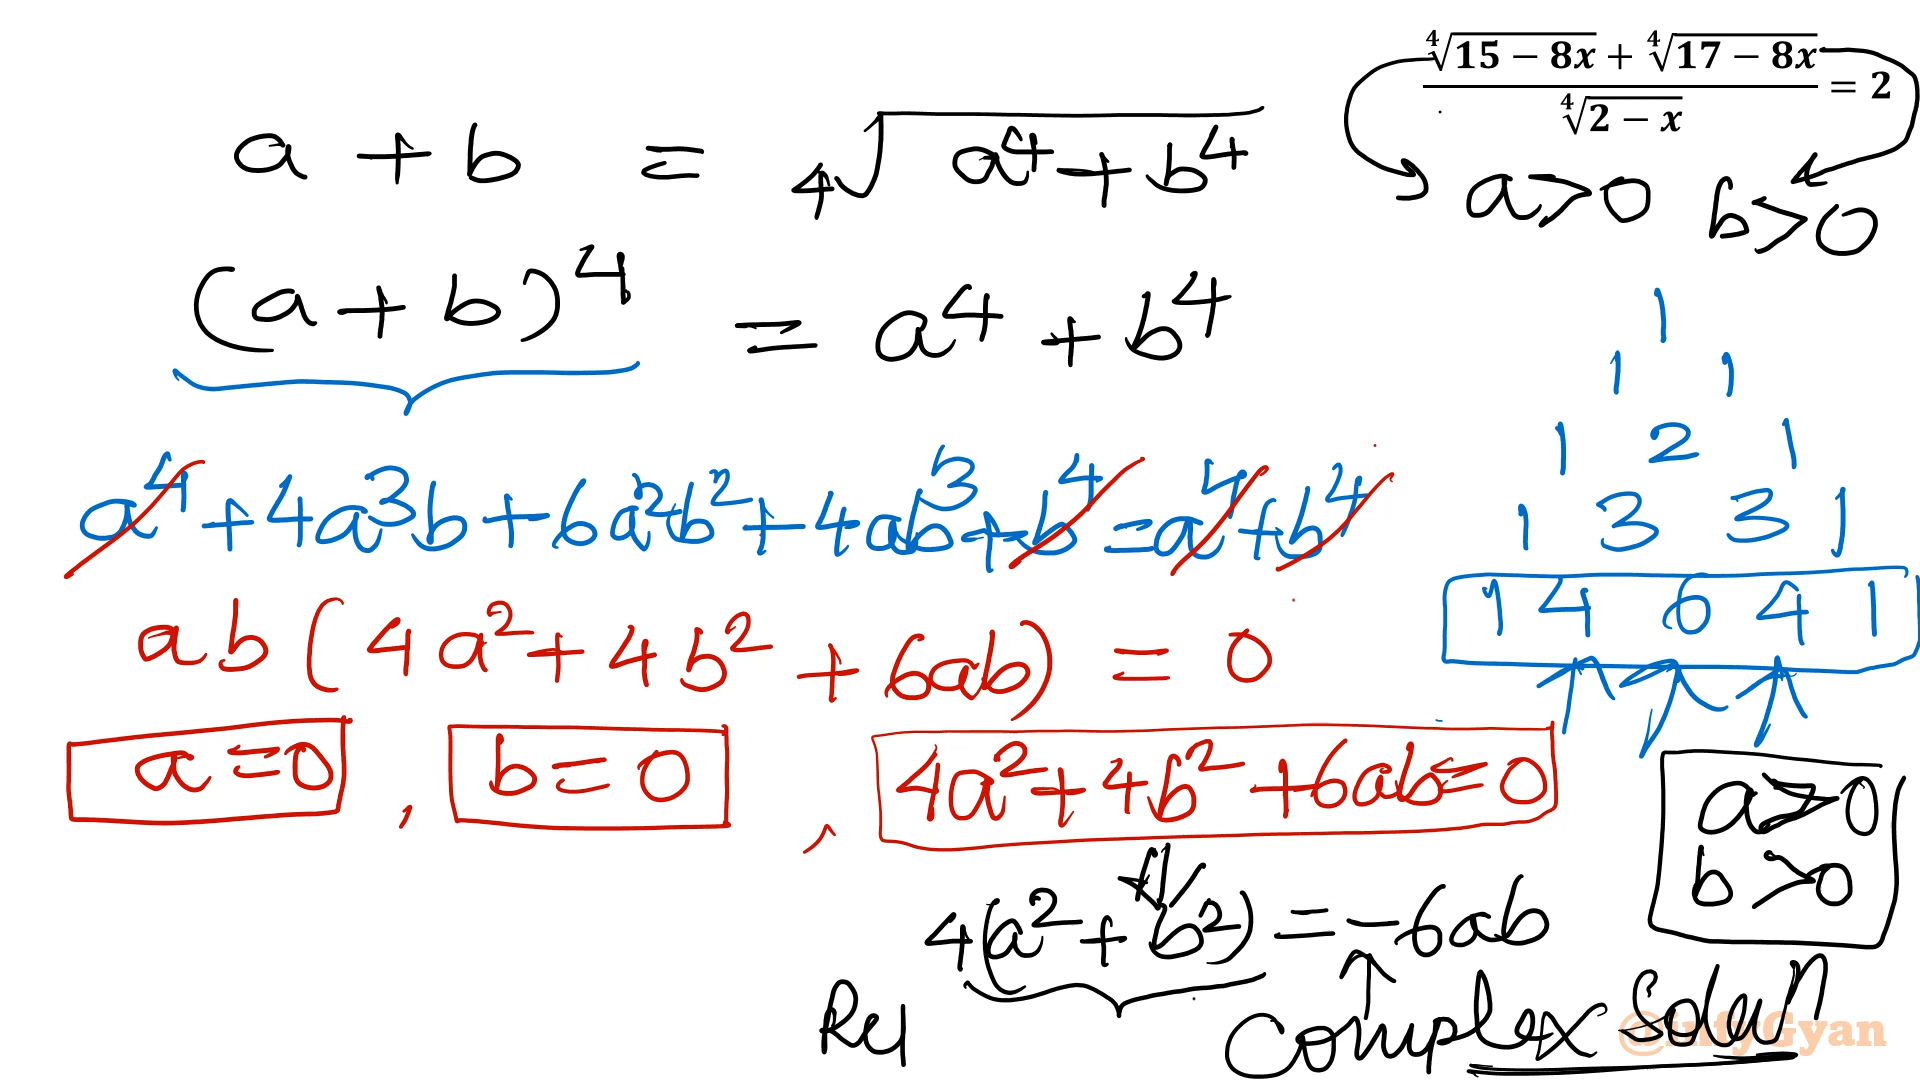 a + b = ∜(a⁴ + b⁴)
(∜(15 − 8x) + ∜(17 − 8x)) / ∜(2 − x) = 2
a>0 b>0
(a + b)⁴ = a⁴ + b⁴
1
1 1
1 2 1
1 3 3 1
1 4 6 4 1
a⁴ + 4a³b + 6a²b² + 4ab³ + b⁴ = a⁴ + b⁴
ab(4a² + 4b² + 6ab) = 0
a = 0 , b = 0 , 4a² + 4b² + 6ab = 0
a>0
b>0
4(a² + b²) = −6ab
complex Solun
@InfyGyan